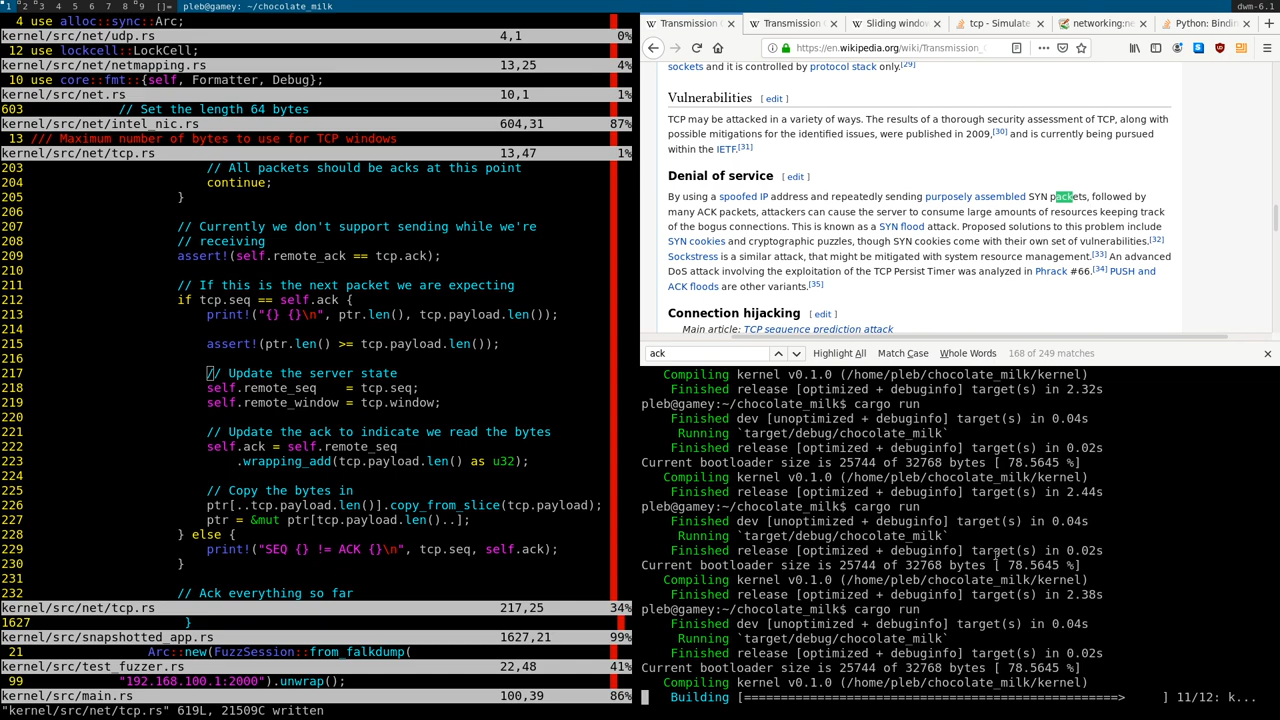 1 2 3 4 5 6 7 8 9 []= pleb@gamey: ~/chocolate_milk dwm-6.1
4 use alloc::sync::Arc;
kernel/src/net/udp.rs 4,1 0%
12 use lockcell::LockCell;
kernel/src/net/netmapping.rs 13,25 4%
10 use core::fmt::{self, Formatter, Debug};
kernel/src/net.rs 10,1 1%
603 // Set the length 64 bytes
kernel/src/net/intel_nic.rs 604,31 87%
13 /// Maximum number of bytes to use for TCP windows
kernel/src/net/tcp.rs 13,47 1%
203 // All packets should be acks at this point
204 continue;
205 }
206
207 // Currently we don't support sending while we're
208 // receiving
209 assert!(self.remote_ack == tcp.ack);
210
211 // If this is the next packet we are expecting
212 if tcp.seq == self.ack {
213 print!("{} {}\n", ptr.len(), tcp.payload.len());
214
215 assert!(ptr.len() >= tcp.payload.len());
216
217 // Update the server state
218 self.remote_seq = tcp.seq;
219 self.remote_window = tcp.window;
220
221 // Update the ack to indicate we read the bytes
222 self.ack = self.remote_seq
223 .wrapping_add(tcp.payload.len() as u32);
224
225 // Copy the bytes in
226 ptr[..tcp.payload.len()].copy_from_slice(tcp.payload);
227 ptr = &mut ptr[tcp.payload.len()..];
228 } else {
229 print!("SEQ {} != ACK {}\n", tcp.seq, self.ack);
230 }
231
232 // Ack everything so far
kernel/src/net/tcp.rs 217,25 34%
1627 }
kernel/src/snapshotted_app.rs 1627,21 99%
21 Arc::new(FuzzSession::from_falkdump(
kernel/src/test_fuzzer.rs 22,48 41%
99 "192.168.100.1:2000").unwrap();
kernel/src/main.rs 100,39 86%
"kernel/src/net/tcp.rs" 619L, 21509C written
Transmission C Transmission C Sliding window tcp - Simulate networking:ne Python: Bindin
https://en.wikipedia.org/wiki/Transmission_C
sockets and it is controlled by protocol stack only.[29]
Vulnerabilities [ edit ]
TCP may be attacked in a variety of ways. The results of a thorough security assessment of TCP, along with
possible mitigations for the identified issues, were published in 2009,[30] and is currently being pursued
within the IETF.[31]
Denial of service [ edit ]
By using a spoofed IP address and repeatedly sending purposely assembled SYN packets, followed by
many ACK packets, attackers can cause the server to consume large amounts of resources keeping track
of the bogus connections. This is known as a SYN flood attack. Proposed solutions to this problem include
SYN cookies and cryptographic puzzles, though SYN cookies come with their own set of vulnerabilities.[32]
Sockstress is a similar attack, that might be mitigated with system resource management.[33] An advanced
DoS attack involving the exploitation of the TCP Persist Timer was analyzed in Phrack #66.[34] PUSH and
ACK floods are other variants.[35]
Connection hijacking [ edit ]
Main article: TCP sequence prediction attack
ack Highlight All Match Case Whole Words 168 of 249 matches
Compiling kernel v0.1.0 (/home/pleb/chocolate_milk/kernel)
Finished release [optimized + debuginfo] target(s) in 2.32s
pleb@gamey:~/chocolate_milk$ cargo run
Finished dev [unoptimized + debuginfo] target(s) in 0.04s
Running `target/debug/chocolate_milk`
Finished release [optimized + debuginfo] target(s) in 0.02s
Current bootloader size is 25744 of 32768 bytes [ 78.5645 %]
Compiling kernel v0.1.0 (/home/pleb/chocolate_milk/kernel)
Finished release [optimized + debuginfo] target(s) in 2.44s
pleb@gamey:~/chocolate_milk$ cargo run
Finished dev [unoptimized + debuginfo] target(s) in 0.04s
Running `target/debug/chocolate_milk`
Finished release [optimized + debuginfo] target(s) in 0.02s
Current bootloader size is 25744 of 32768 bytes [ 78.5645 %]
Compiling kernel v0.1.0 (/home/pleb/chocolate_milk/kernel)
Finished release [optimized + debuginfo] target(s) in 2.38s
pleb@gamey:~/chocolate_milk$ cargo run
Finished dev [unoptimized + debuginfo] target(s) in 0.04s
Running `target/debug/chocolate_milk`
Finished release [optimized + debuginfo] target(s) in 0.02s
Current bootloader size is 25744 of 32768 bytes [ 78.5645 %]
Compiling kernel v0.1.0 (/home/pleb/chocolate_milk/kernel)
Building [===================================================> ] 11/12: k...